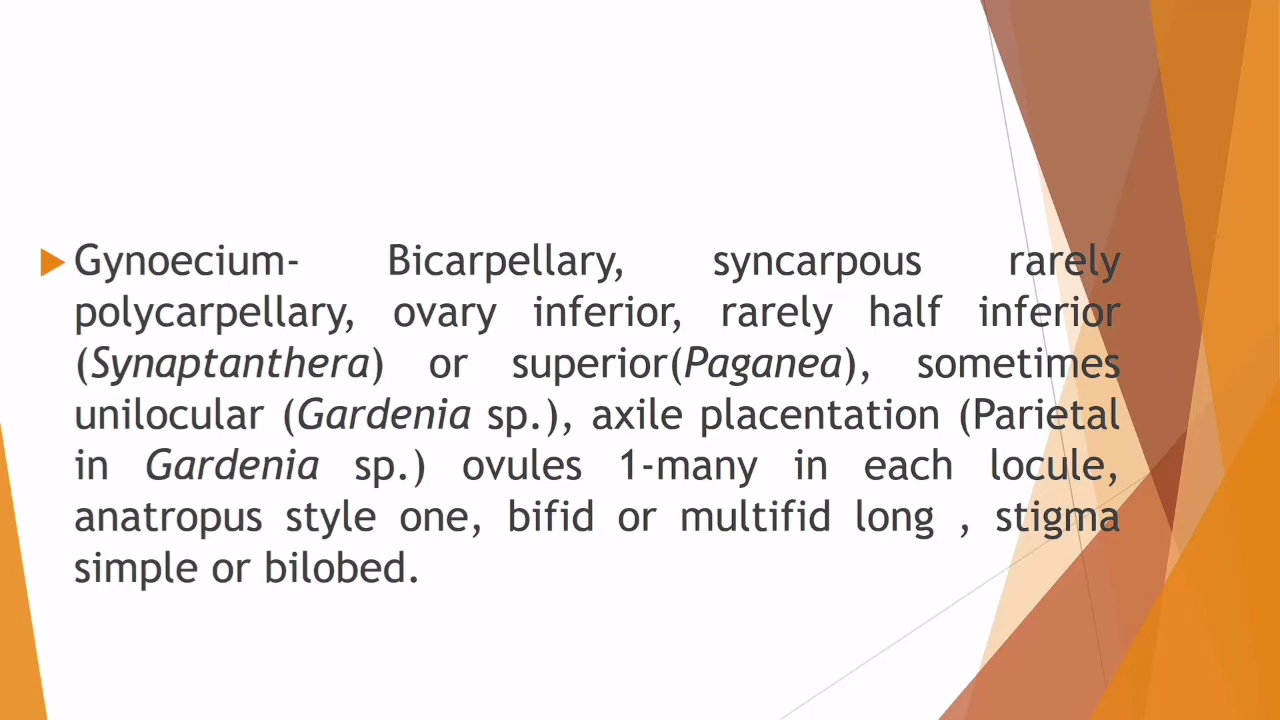 Gynoecium- Bicarpellary, syncarpous rarely
polycarpellary, ovary inferior, rarely half inferior
(Synaptanthera) or superior(Paganea), sometimes
unilocular (Gardenia sp.), axile placentation (Parietal
in Gardenia sp.) ovules 1-many in each locule,
anatropus style one, bifid or multifid long , stigma
simple or bilobed.